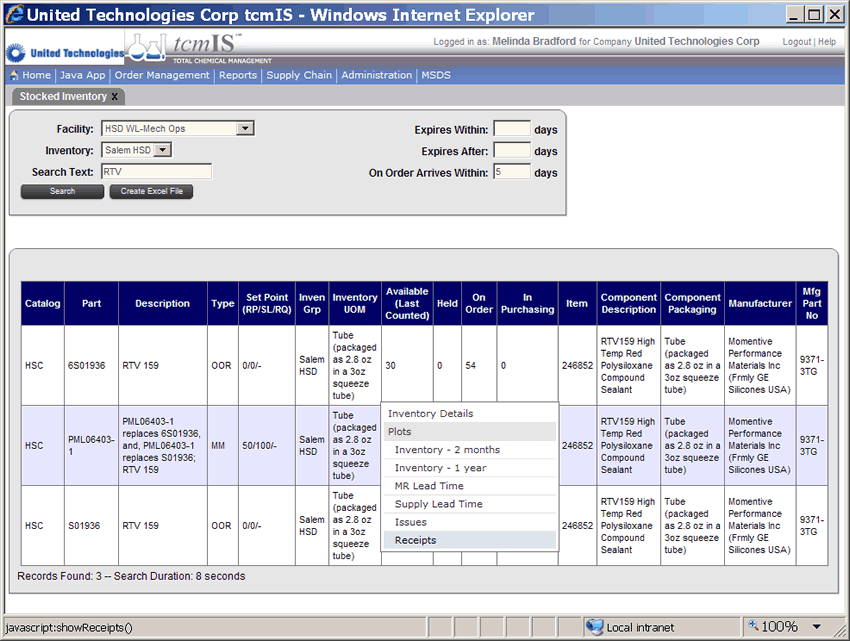 United Technologies Corp tcmIS - Windows Internet Explorer
United Technologies
tcmIS™
TOTAL CHEMICAL MANAGEMENT
Logged in as: Melinda Bradford for Company United Technologies Corp
Logout | Help
Home | Java App | Order Management | Reports | Supply Chain | Administration | MSDS
Stocked Inventory X
Facility: HSD WL-Mech Ops
Expires Within: days
Inventory: Salem HSD
Expires After: days
Search Text: RTV
On Order Arrives Within: 5 days
Search
Create Excel File
Catalog
Part
Description
Type
Set Point
(RP/SL/RQ)
Inven
Grp
Inventory
UOM
Available
(Last
Counted)
Held
On
Order
In
Purchasing
Item
Component
Description
Component
Packaging
Manufacturer
Mfg
Part
No
HSC
6S01936
RTV 159
OOR
0/0/-
Salem
HSD
Tube
(packaged
as 2.8 oz
in a 3oz
squeeze
tube)
30
0
54
0
246852
RTV159 High
Temp Red
Polysiloxane
Compound
Sealant
Tube
(packaged
as 2.8 oz in a
3oz squeeze
tube)
Momentive
Performance
Materials Inc
(Frmly GE
Silicones USA)
9371-
3TG
HSC
PML06403-
1
PML06403-1
replaces 6S01936,
and, PML06403-1
replaces S01936;
RTV 159
MM
50/100/-
Salem
HSD
Tube
(packaged
as 2.8 oz
in a 3oz
squeeze
tube)
246852
RTV159 High
Temp Red
Polysiloxane
Compound
Sealant
Tube
(packaged
as 2.8 oz in a
3oz squeeze
tube)
Momentive
Performance
Materials Inc
(Frmly GE
Silicones USA)
9371-
3TG
HSC
S01936
RTV 159
OOR
0/0/-
Salem
HSD
Tube
(packaged
as 2.8 oz
in a 3oz
squeeze
tube)
246852
RTV159 High
Temp Red
Polysiloxane
Compound
Sealant
Tube
(packaged
as 2.8 oz in a
3oz squeeze
tube)
Momentive
Performance
Materials Inc
(Frmly GE
Silicones USA)
9371-
3TG
Inventory Details
Plots
Inventory - 2 months
Inventory - 1 year
MR Lead Time
Supply Lead Time
Issues
Receipts
Records Found: 3 -- Search Duration: 8 seconds
javascript:showReceipts()
Local intranet
100%